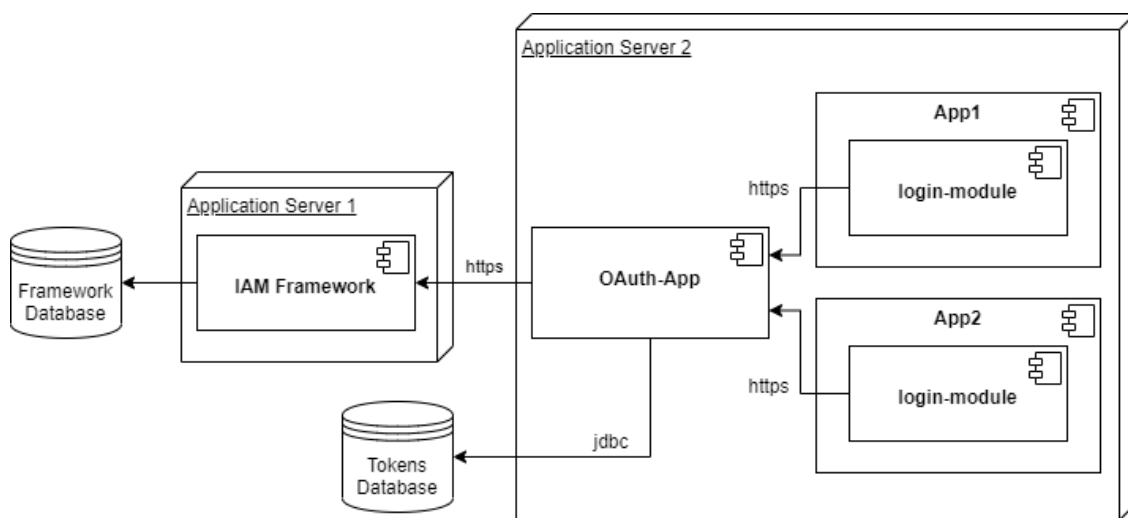 Application Server 2
App1
login-module
https
Application Server 1
IAM Framework
https
OAuth-App
Framework
Database
App2
login-module
https
jdbc
Tokens
Database